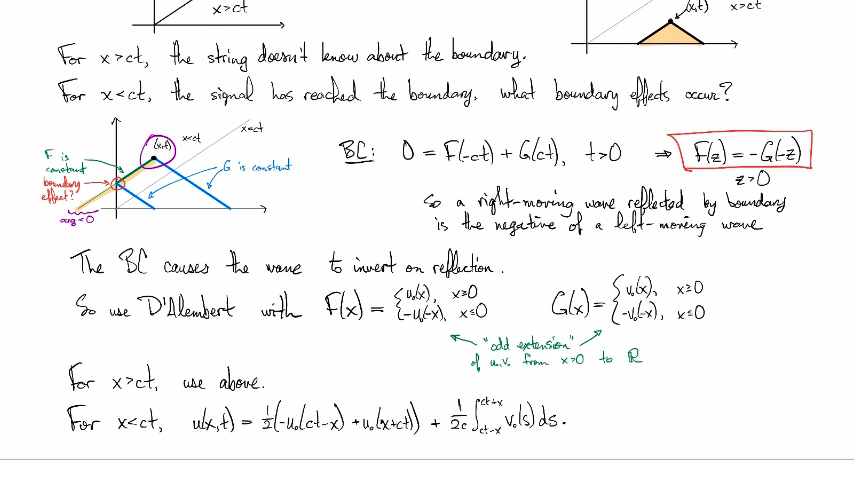 x>ct
(x,t) x>ct
For x>ct, the string doesn't know about the boundary.
For x<ct, the signal has reached the boundary, what boundary effects occur?
x=ct
(x,t) x<ct
F is constant
G is constant
boundary effect?
arg<0
BC: 0 = F(-ct) + G(ct), t>0 ⇒ F(z) = -G(-z)
z>0
So a right-moving wave reflected by boundary
is the negative of a left-moving wave
The BC causes the wave to invert on reflection.
So use D'Alembert with F(x) = { u₀(x), x≥0 G(x) = { v₀(x), x≥0
-u₀(-x), x≤0 -v₀(-x), x≤0
"odd extension"
of u₀, v₀ from x>0 to ℝ
For x>ct, use above.
For x<ct, u(x,t) = ½(-u₀(ct-x) + u₀(x+ct)) + 1/2c ∫_{ct-x}^{ct+x} v₀(s) ds.